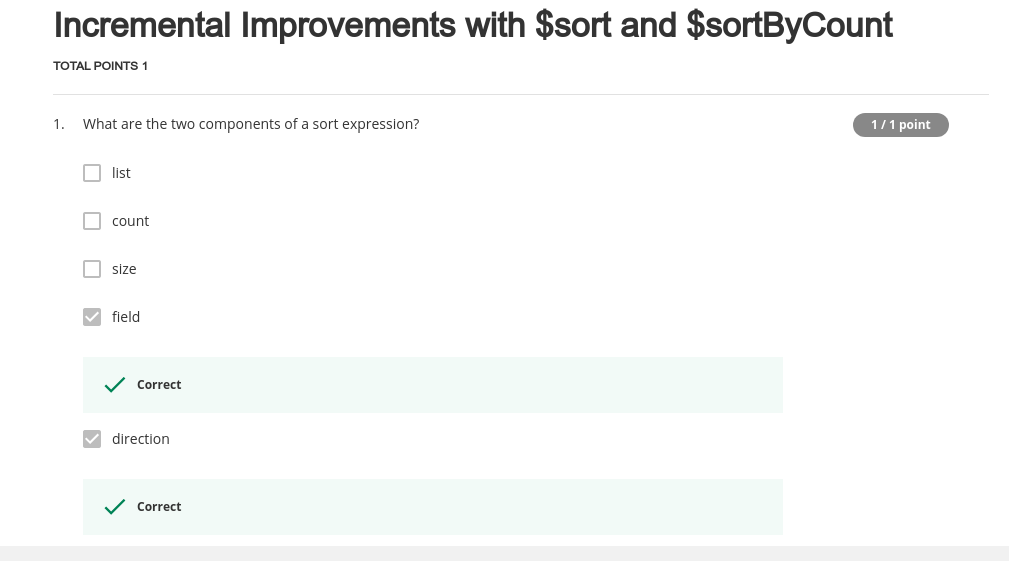 Incremental Improvements with $sort and $sortByCount
TOTAL POINTS 1
1. What are the two components of a sort expression? 1 / 1 point
list
count
size
field
Correct
direction
Correct